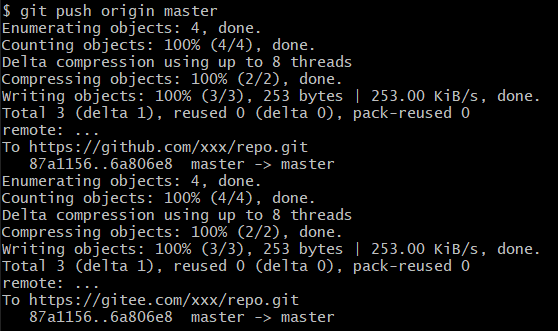 $ git push origin master
Enumerating objects: 4, done.
Counting objects: 100% (4/4), done.
Delta compression using up to 8 threads
Compressing objects: 100% (2/2), done.
Writing objects: 100% (3/3), 253 bytes | 253.00 KiB/s, done.
Total 3 (delta 1), reused 0 (delta 0), pack-reused 0
remote: ...
To https://github.com/xxx/repo.git
   87a1156..6a806e8  master -> master
Enumerating objects: 4, done.
Counting objects: 100% (4/4), done.
Delta compression using up to 8 threads
Compressing objects: 100% (2/2), done.
Writing objects: 100% (3/3), 253 bytes | 253.00 KiB/s, done.
Total 3 (delta 1), reused 0 (delta 0), pack-reused 0
remote: ...
To https://gitee.com/xxx/repo.git
   87a1156..6a806e8  master -> master